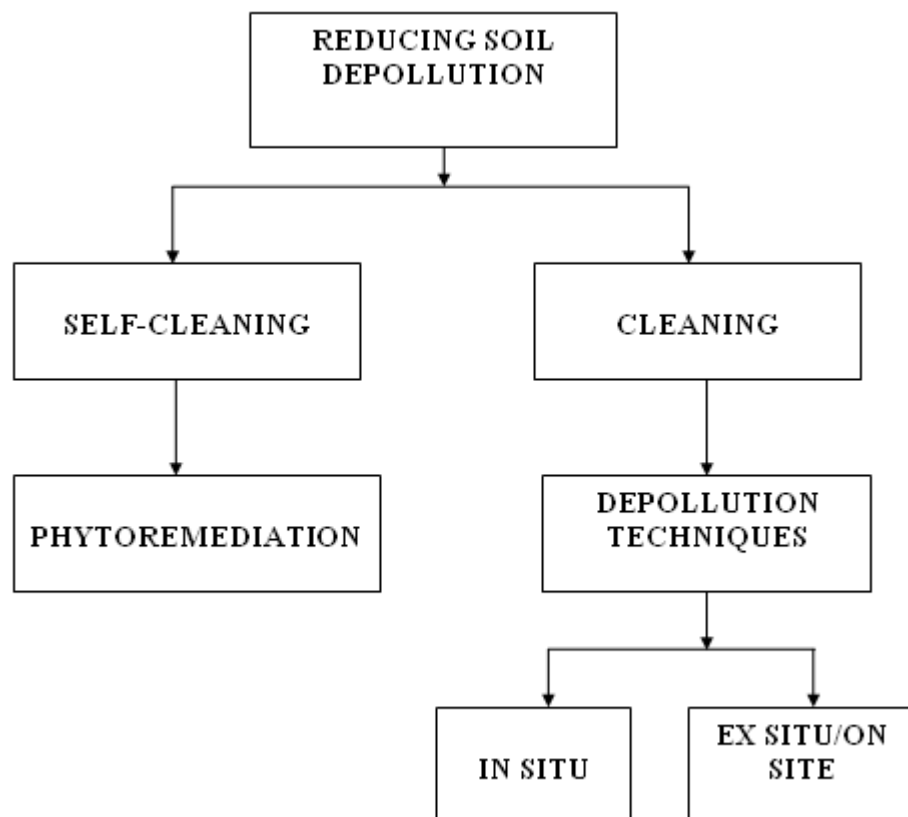 REDUCING SOIL
DEPOLLUTION
SELF-CLEANING
CLEANING
PHYTOREMEDIATION
DEPOLLUTION
TECHNIQUES
IN SITU
EX SITU/ON
SITE